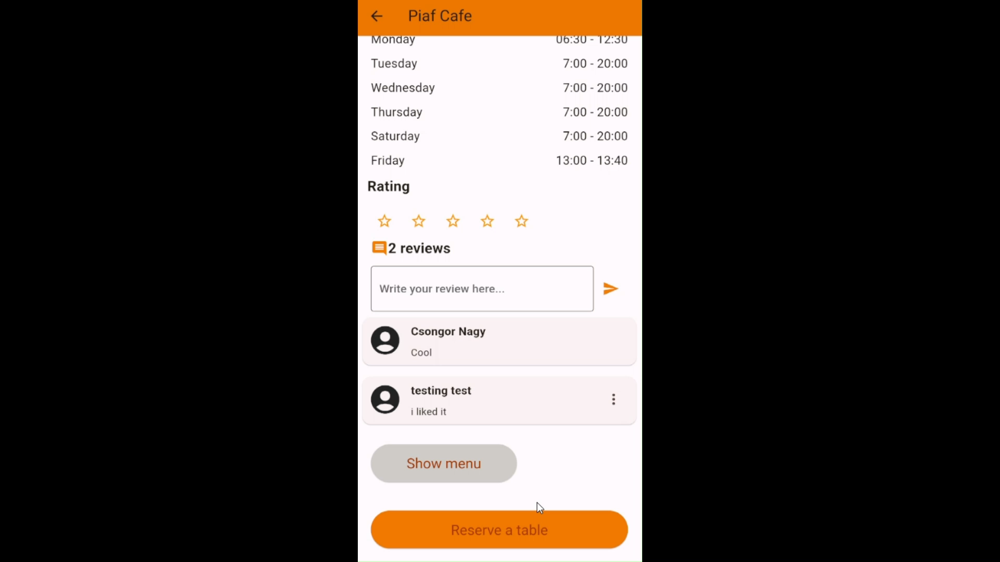 Piaf Cafe
Monday 06:30 - 12:30
Tuesday 7:00 - 20:00
Wednesday 7:00 - 20:00
Thursday 7:00 - 20:00
Saturday 7:00 - 20:00
Friday 13:00 - 13:40
Rating
2 reviews
Write your review here...
Csongor Nagy
Cool
testing test
i liked it
Show menu
Reserve a table